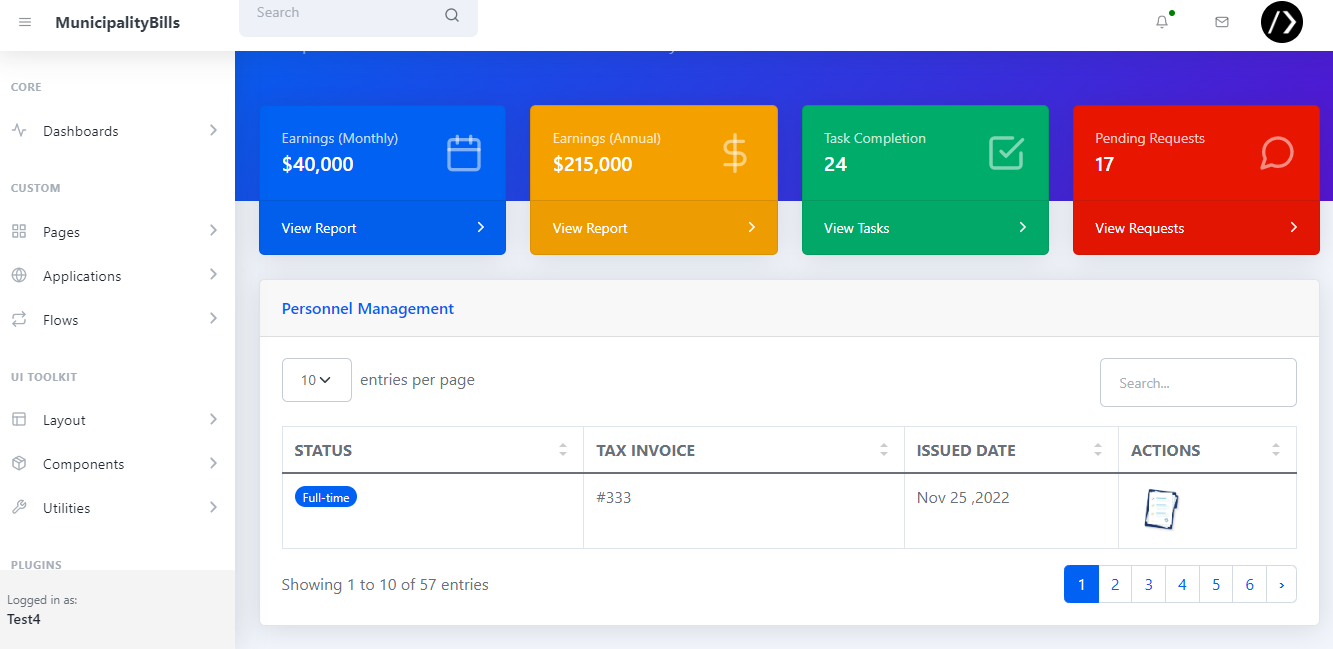 MunicipalityBills
Search
CORE
Dashboards
CUSTOM
Pages
Applications
Flows
UI TOOLKIT
Layout
Components
Utilities
PLUGINS
Logged in as:
Test4
Earnings (Monthly)
$40,000
View Report
Earnings (Annual)
$215,000
View Report
Task Completion
24
View Tasks
Pending Requests
17
View Requests
Personnel Management
10 entries per page
Search...
STATUS TAX INVOICE ISSUED DATE ACTIONS
Full-time #333 Nov 25 ,2022
Showing 1 to 10 of 57 entries
1 2 3 4 5 6 ›